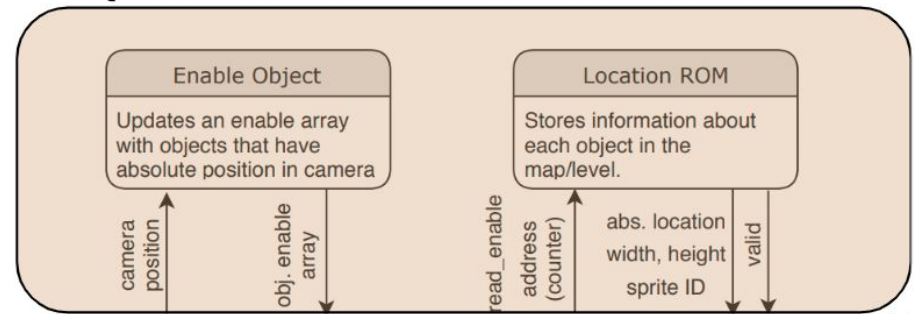 Enable Object
Updates an enable array
with objects that have
absolute position in camera
camera
position
obj. enable
array
Location ROM
Stores information about
each object in the
map/level.
read_enable
address
(counter)
abs. location
width, height
sprite ID
valid